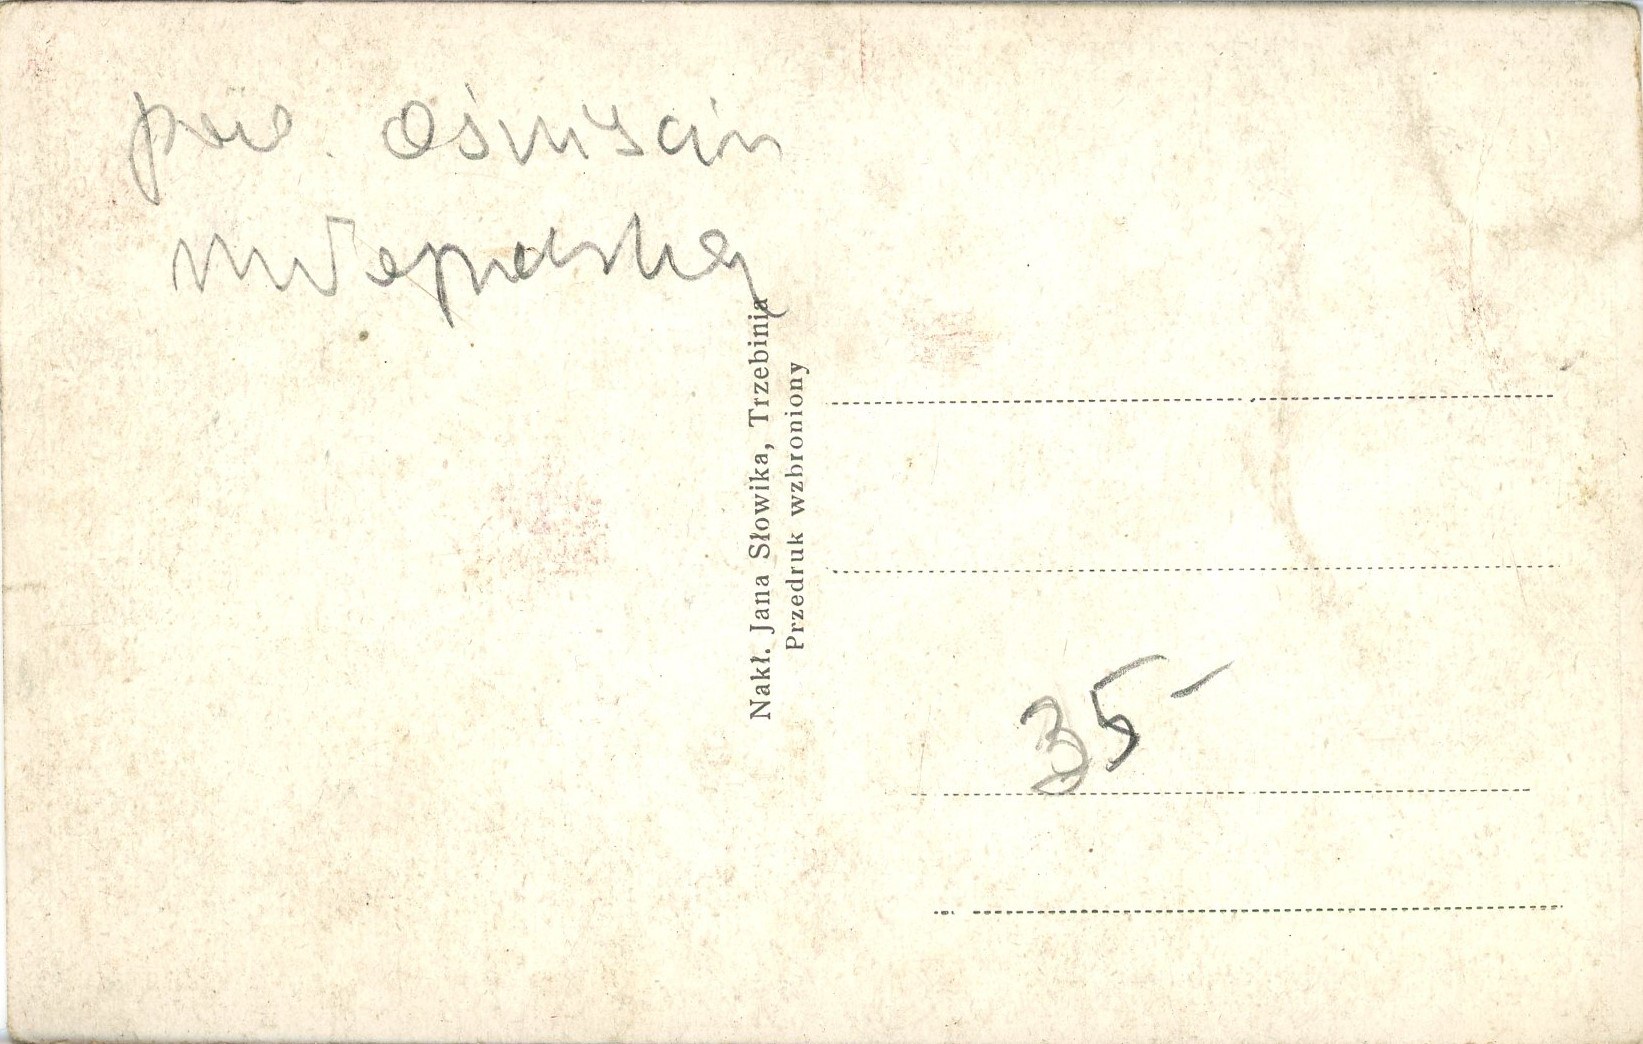 pow. Oświęcim
Nakł. Jana Słowika, Trzebinia
Przedruk wzbroniony
35-